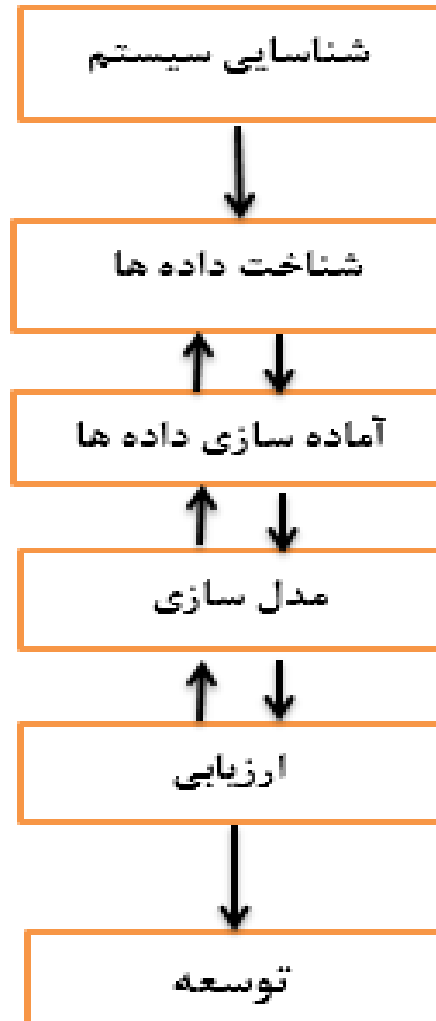 شناسایی سیستم
شناخت داده ها
آماده سازی داده ها
مدل سازی
ارزیابی
توسعه